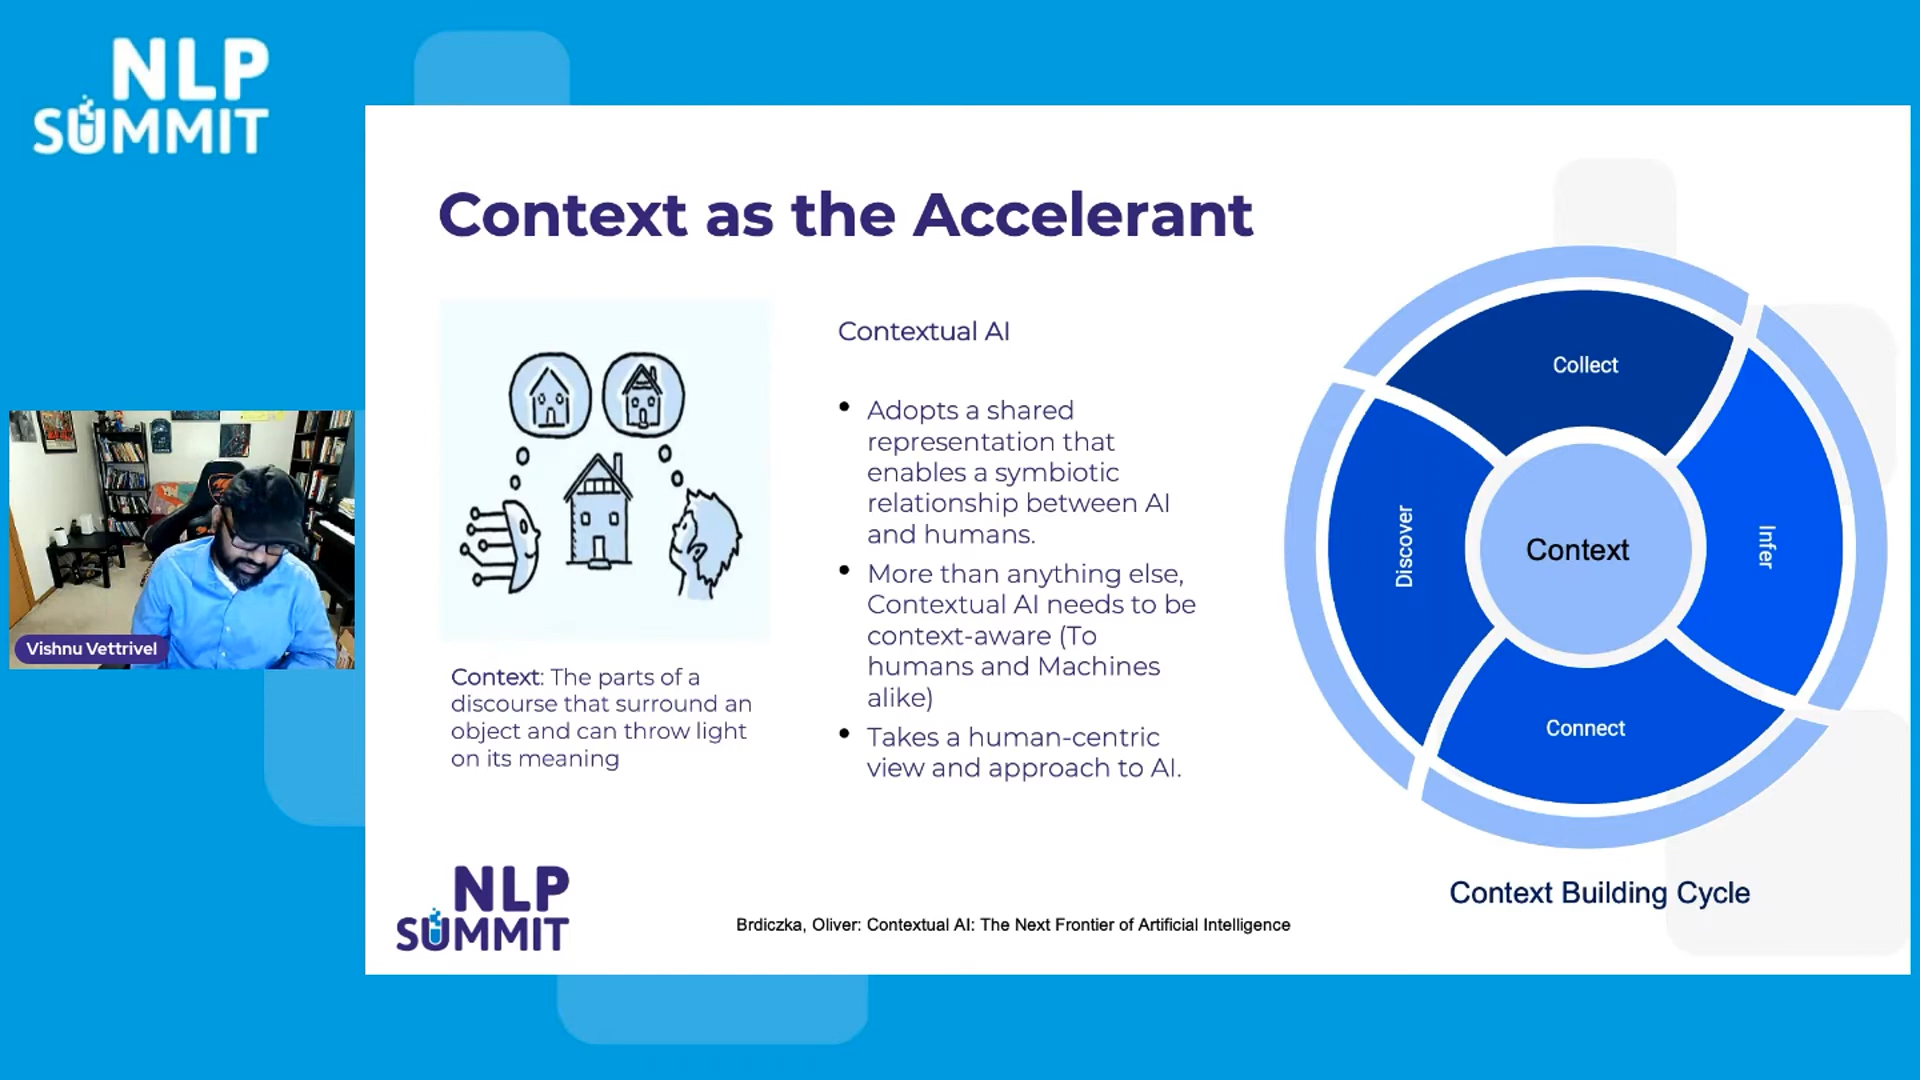 NLP
SUMMIT
Context as the Accelerant
Vishnu Vettrivel
Context: The parts of a
discourse that surround an
object and can throw light
on its meaning
Contextual AI
• Adopts a shared
representation that
enables a symbiotic
relationship between AI
and humans.
• More than anything else,
Contextual AI needs to be
context-aware (To
humans and Machines
alike)
• Takes a human-centric
view and approach to AI.
Collect
Infer
Connect
Discover
Context
Context Building Cycle
NLP
SUMMIT
Brdiczka, Oliver: Contextual AI: The Next Frontier of Artificial Intelligence